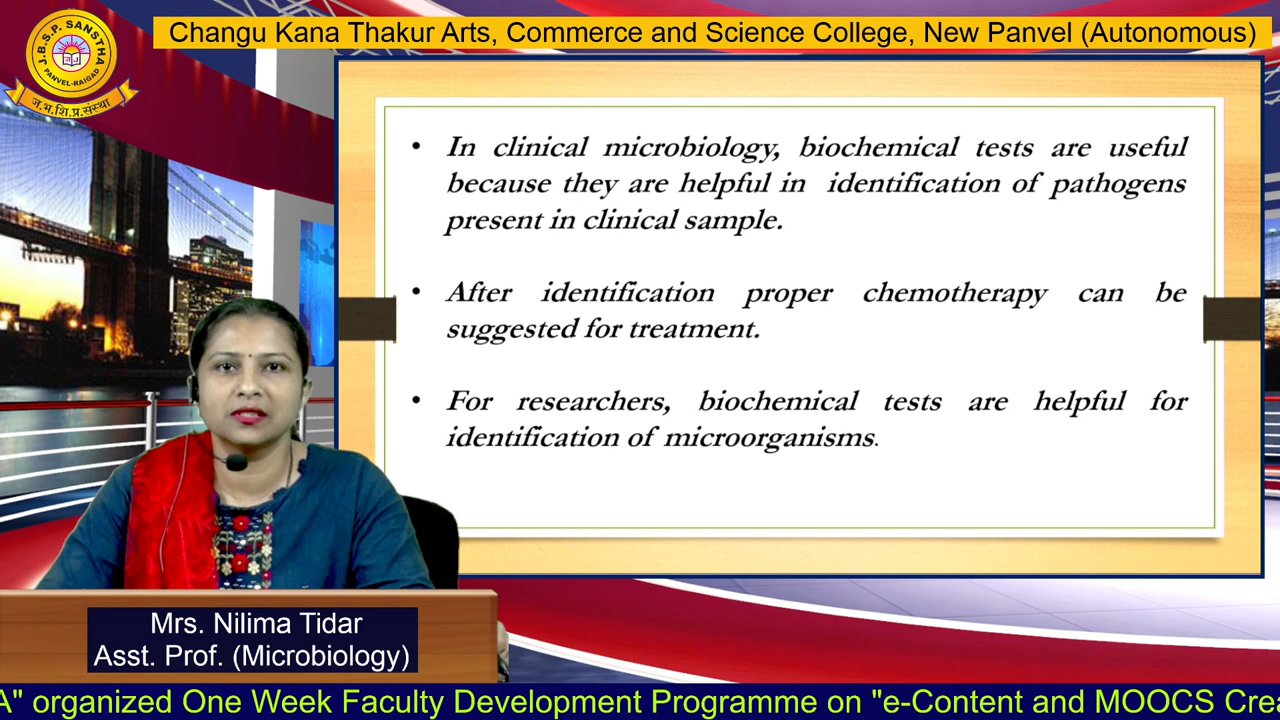 Changu Kana Thakur Arts, Commerce and Science College, New Panvel (Autonomous)
J.B.S.P. SANSTHA
PANVEL-RAIGAD
ज.भ.शि.प्र.संस्था
• In clinical microbiology, biochemical tests are useful
because they are helpful in identification of pathogens
present in clinical sample.
• After identification proper chemotherapy can be
suggested for treatment.
• For researchers, biochemical tests are helpful for
identification of microorganisms.
Mrs. Nilima Tidar
Asst. Prof. (Microbiology)
A" organized One Week Faculty Development Programme on "e-Content and MOOCS Crea